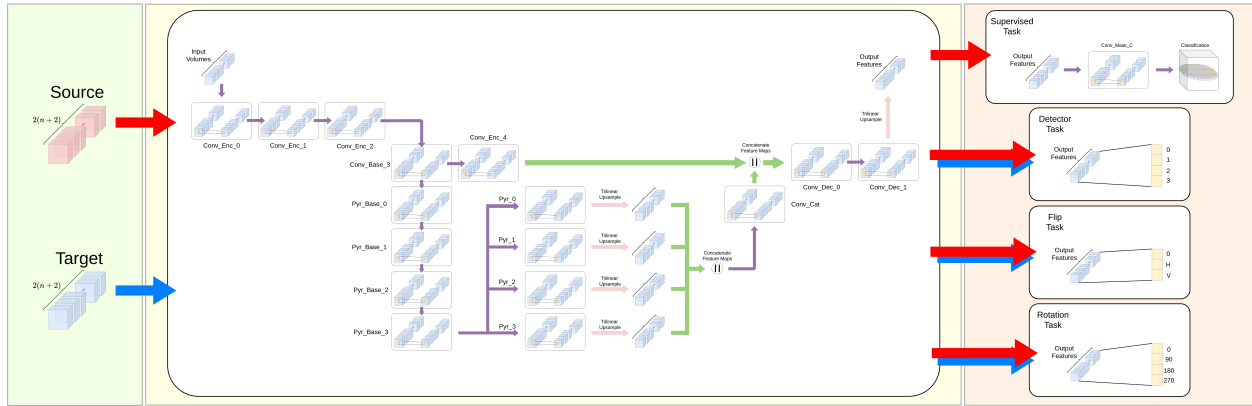 Source
2(n + 2)
Target
2(n + 2)
Input
Volumes
Conv_Enc_0
Conv_Enc_1
Conv_Enc_2
Conv_Base_3
Conv_Enc_4
Pyr_Base_0
Pyr_Base_1
Pyr_Base_2
Pyr_Base_3
Pyr_0
Pyr_1
Pyr_2
Pyr_3
Trilinear
Upsample
Trilinear
Upsample
Trilinear
Upsample
Trilinear
Upsample
Concatenate
Feature Maps
||
Conv_Cat
Concatenate
Feature Maps
||
Conv_Dec_0
Conv_Dec_1
Trilinear
Upsample
Output
Features
Supervised
Task
Output
Features
Conv_Mask_C
Classification
Detector
Task
Output
Features
0
1
2
3
Flip
Task
Output
Features
0
H
V
Rotation
Task
Output
Features
0
90
180
270